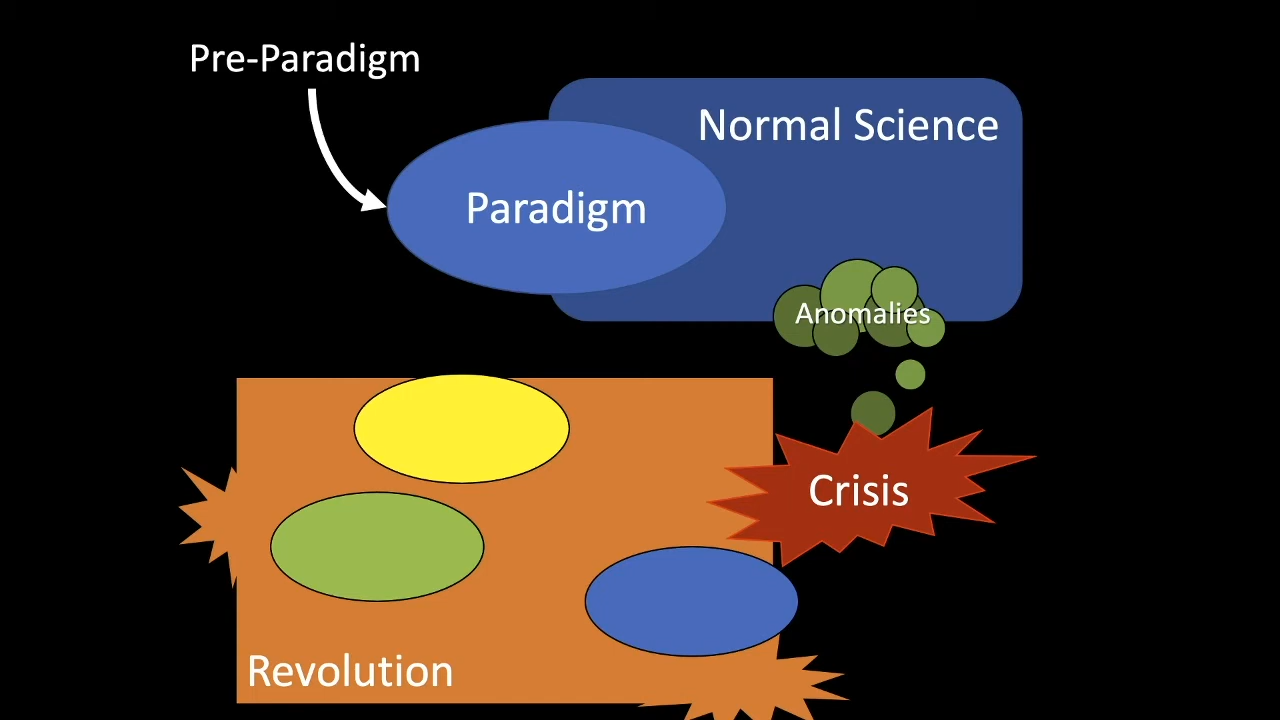 Pre-Paradigm
Normal Science
Paradigm
Anomalies
Crisis
Revolution